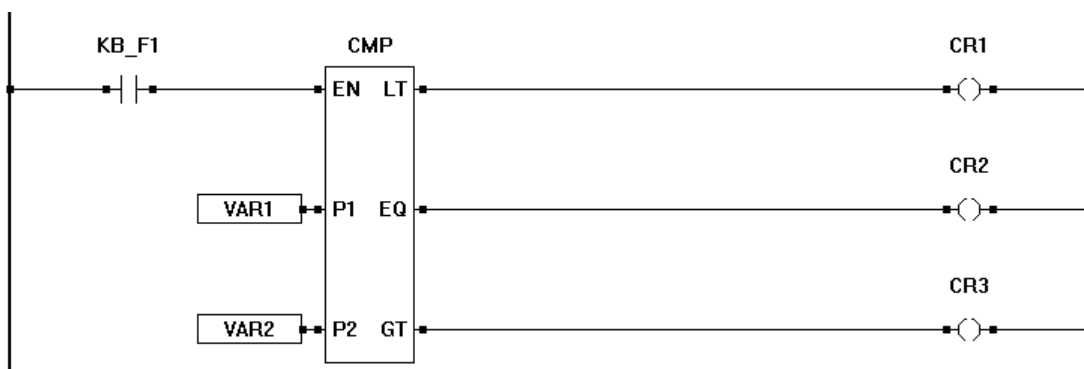 KB_F1 CMP CR1
EN LT
CR2
VAR1 P1 EQ
CR3
VAR2 P2 GT